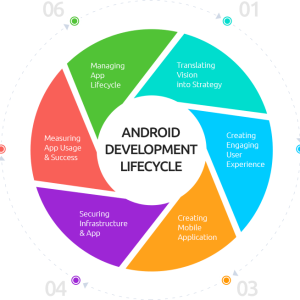 06
01
Managing
App
Lifecycle
Translating
Vision
into Strategy
Measuring
App Usage
& Success
ANDROID
DEVELOPMENT
LIFECYCLE
Creating
Engaging
User
Experience
Securing
Infrastructure
& App
Creating
Mobile
Application
04
03